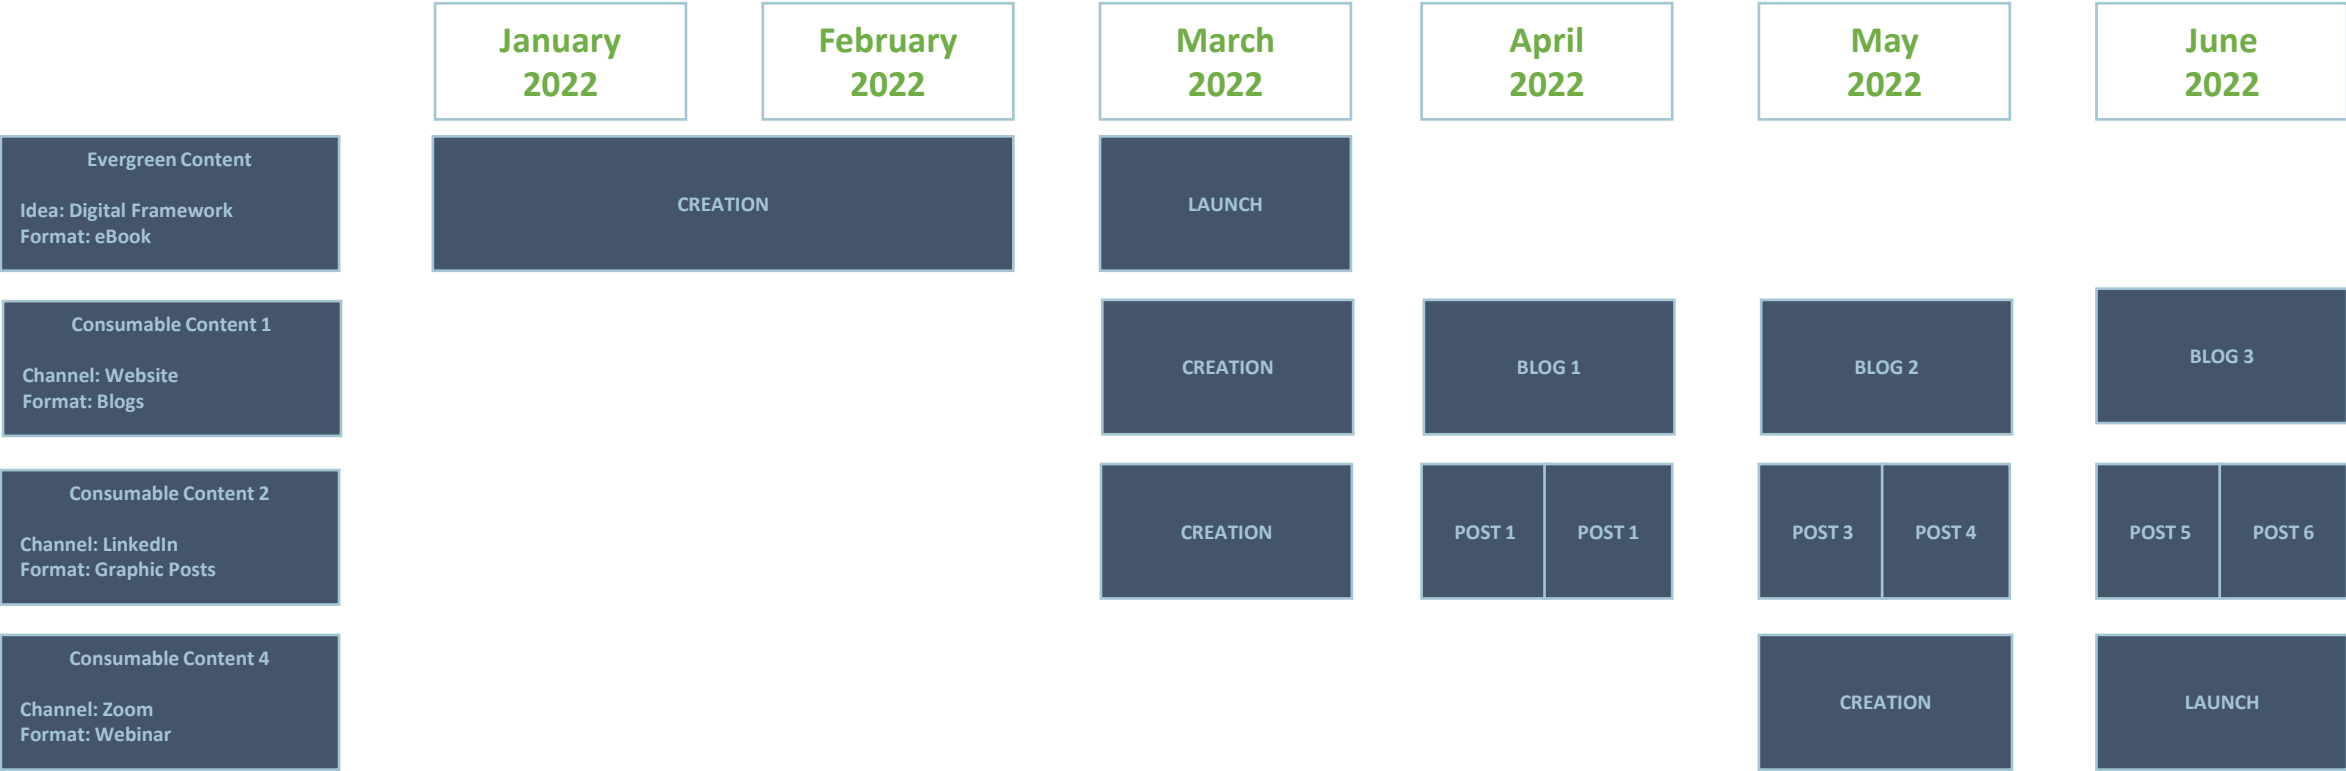 January
2022
February
2022
March
2022
April
2022
May
2022
June
2022
Evergreen Content
Idea: Digital Framework
Format: eBook
CREATION
LAUNCH
Consumable Content 1
Channel: Website
Format: Blogs
CREATION
BLOG 1
BLOG 2
BLOG 3
Consumable Content 2
Channel: LinkedIn
Format: Graphic Posts
CREATION
POST 1
POST 1
POST 3
POST 4
POST 5
POST 6
Consumable Content 4
Channel: Zoom
Format: Webinar
CREATION
LAUNCH